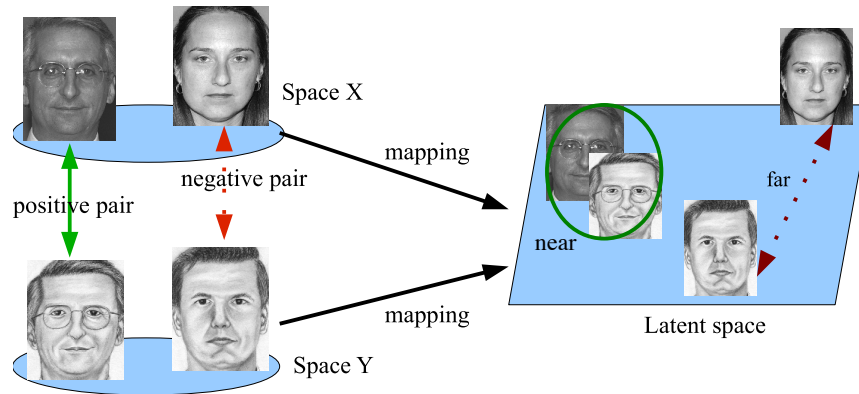 Space X
mapping
negative pair
positive pair
far
near
mapping
Latent space
Space Y